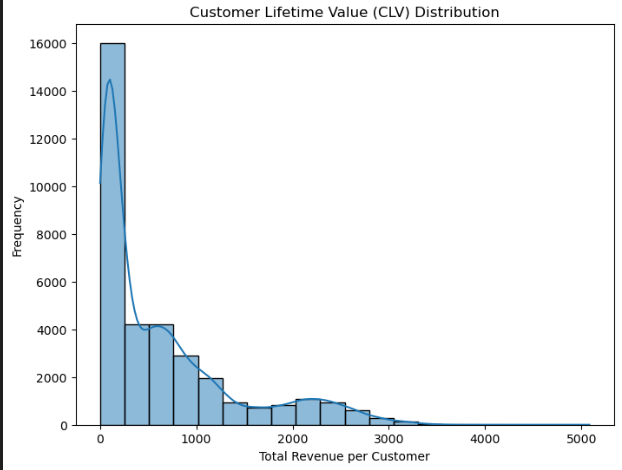 Customer Lifetime Value (CLV) Distribution
16000
14000
12000
10000
8000
6000
4000
2000
0
Frequency
0 1000 2000 3000 4000 5000
Total Revenue per Customer